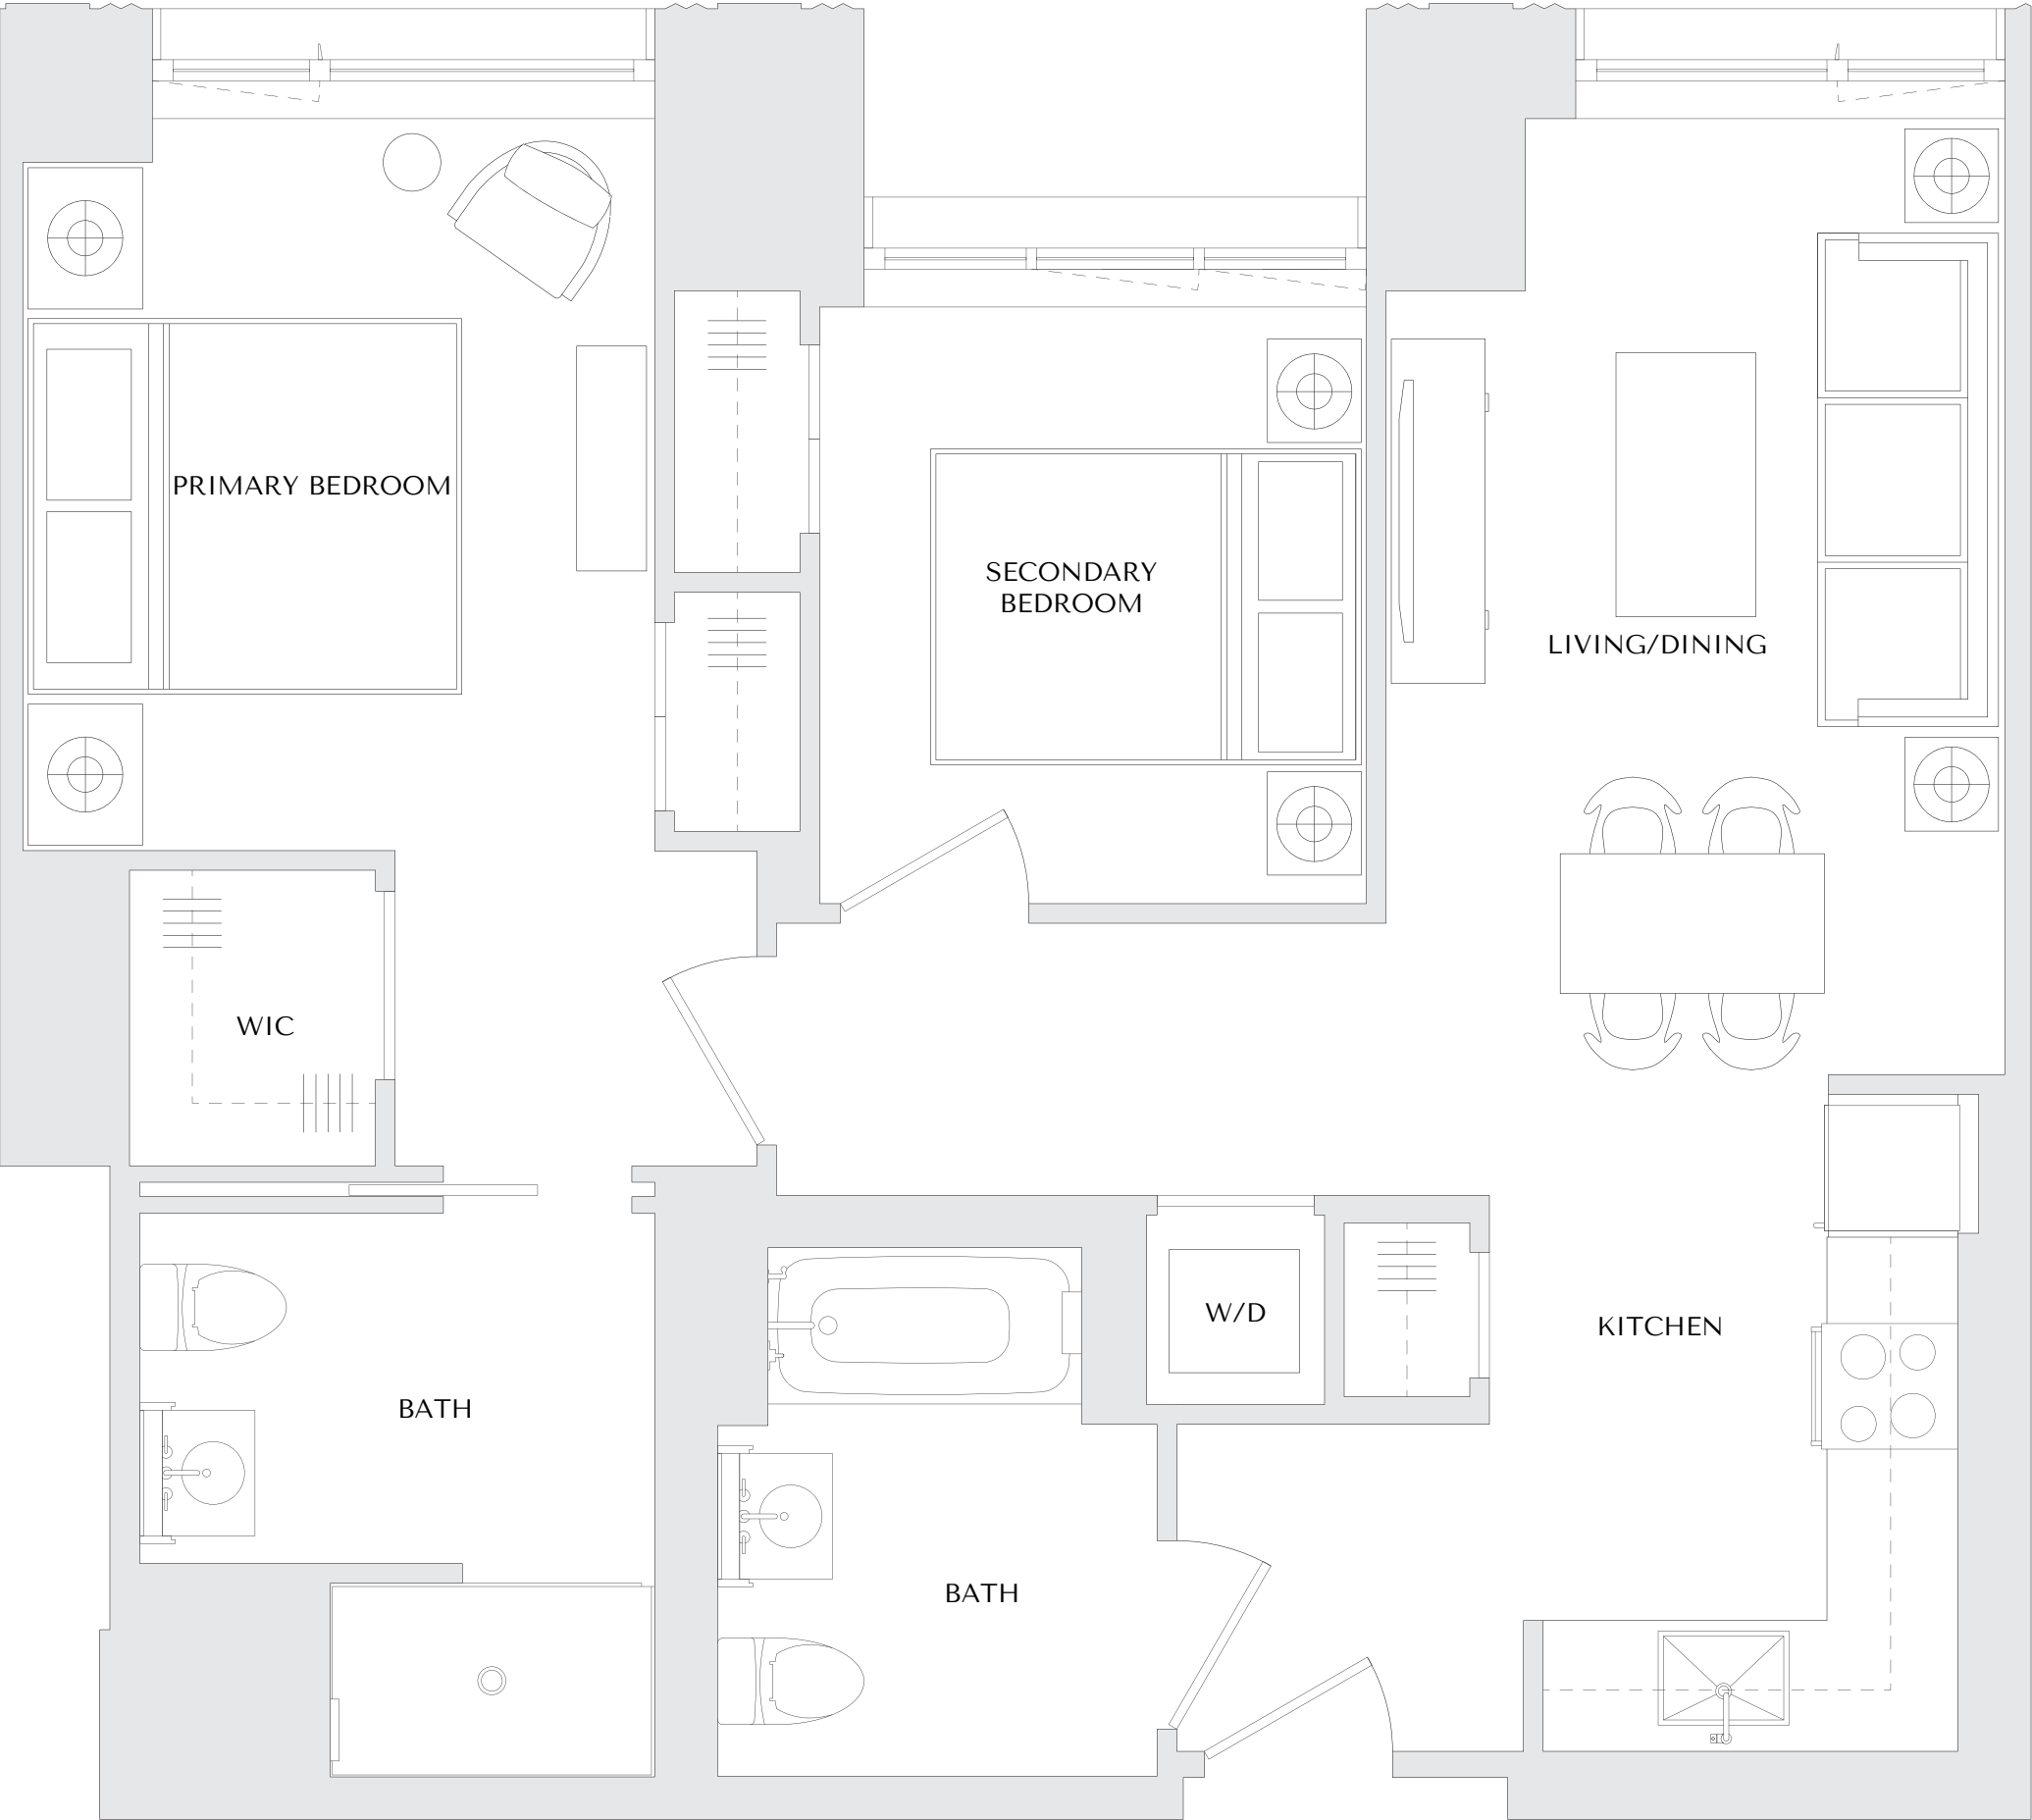 PRIMARY BEDROOM
SECONDARY
BEDROOM
LIVING/DINING
WIC
W/D
KITCHEN
BATH
BATH